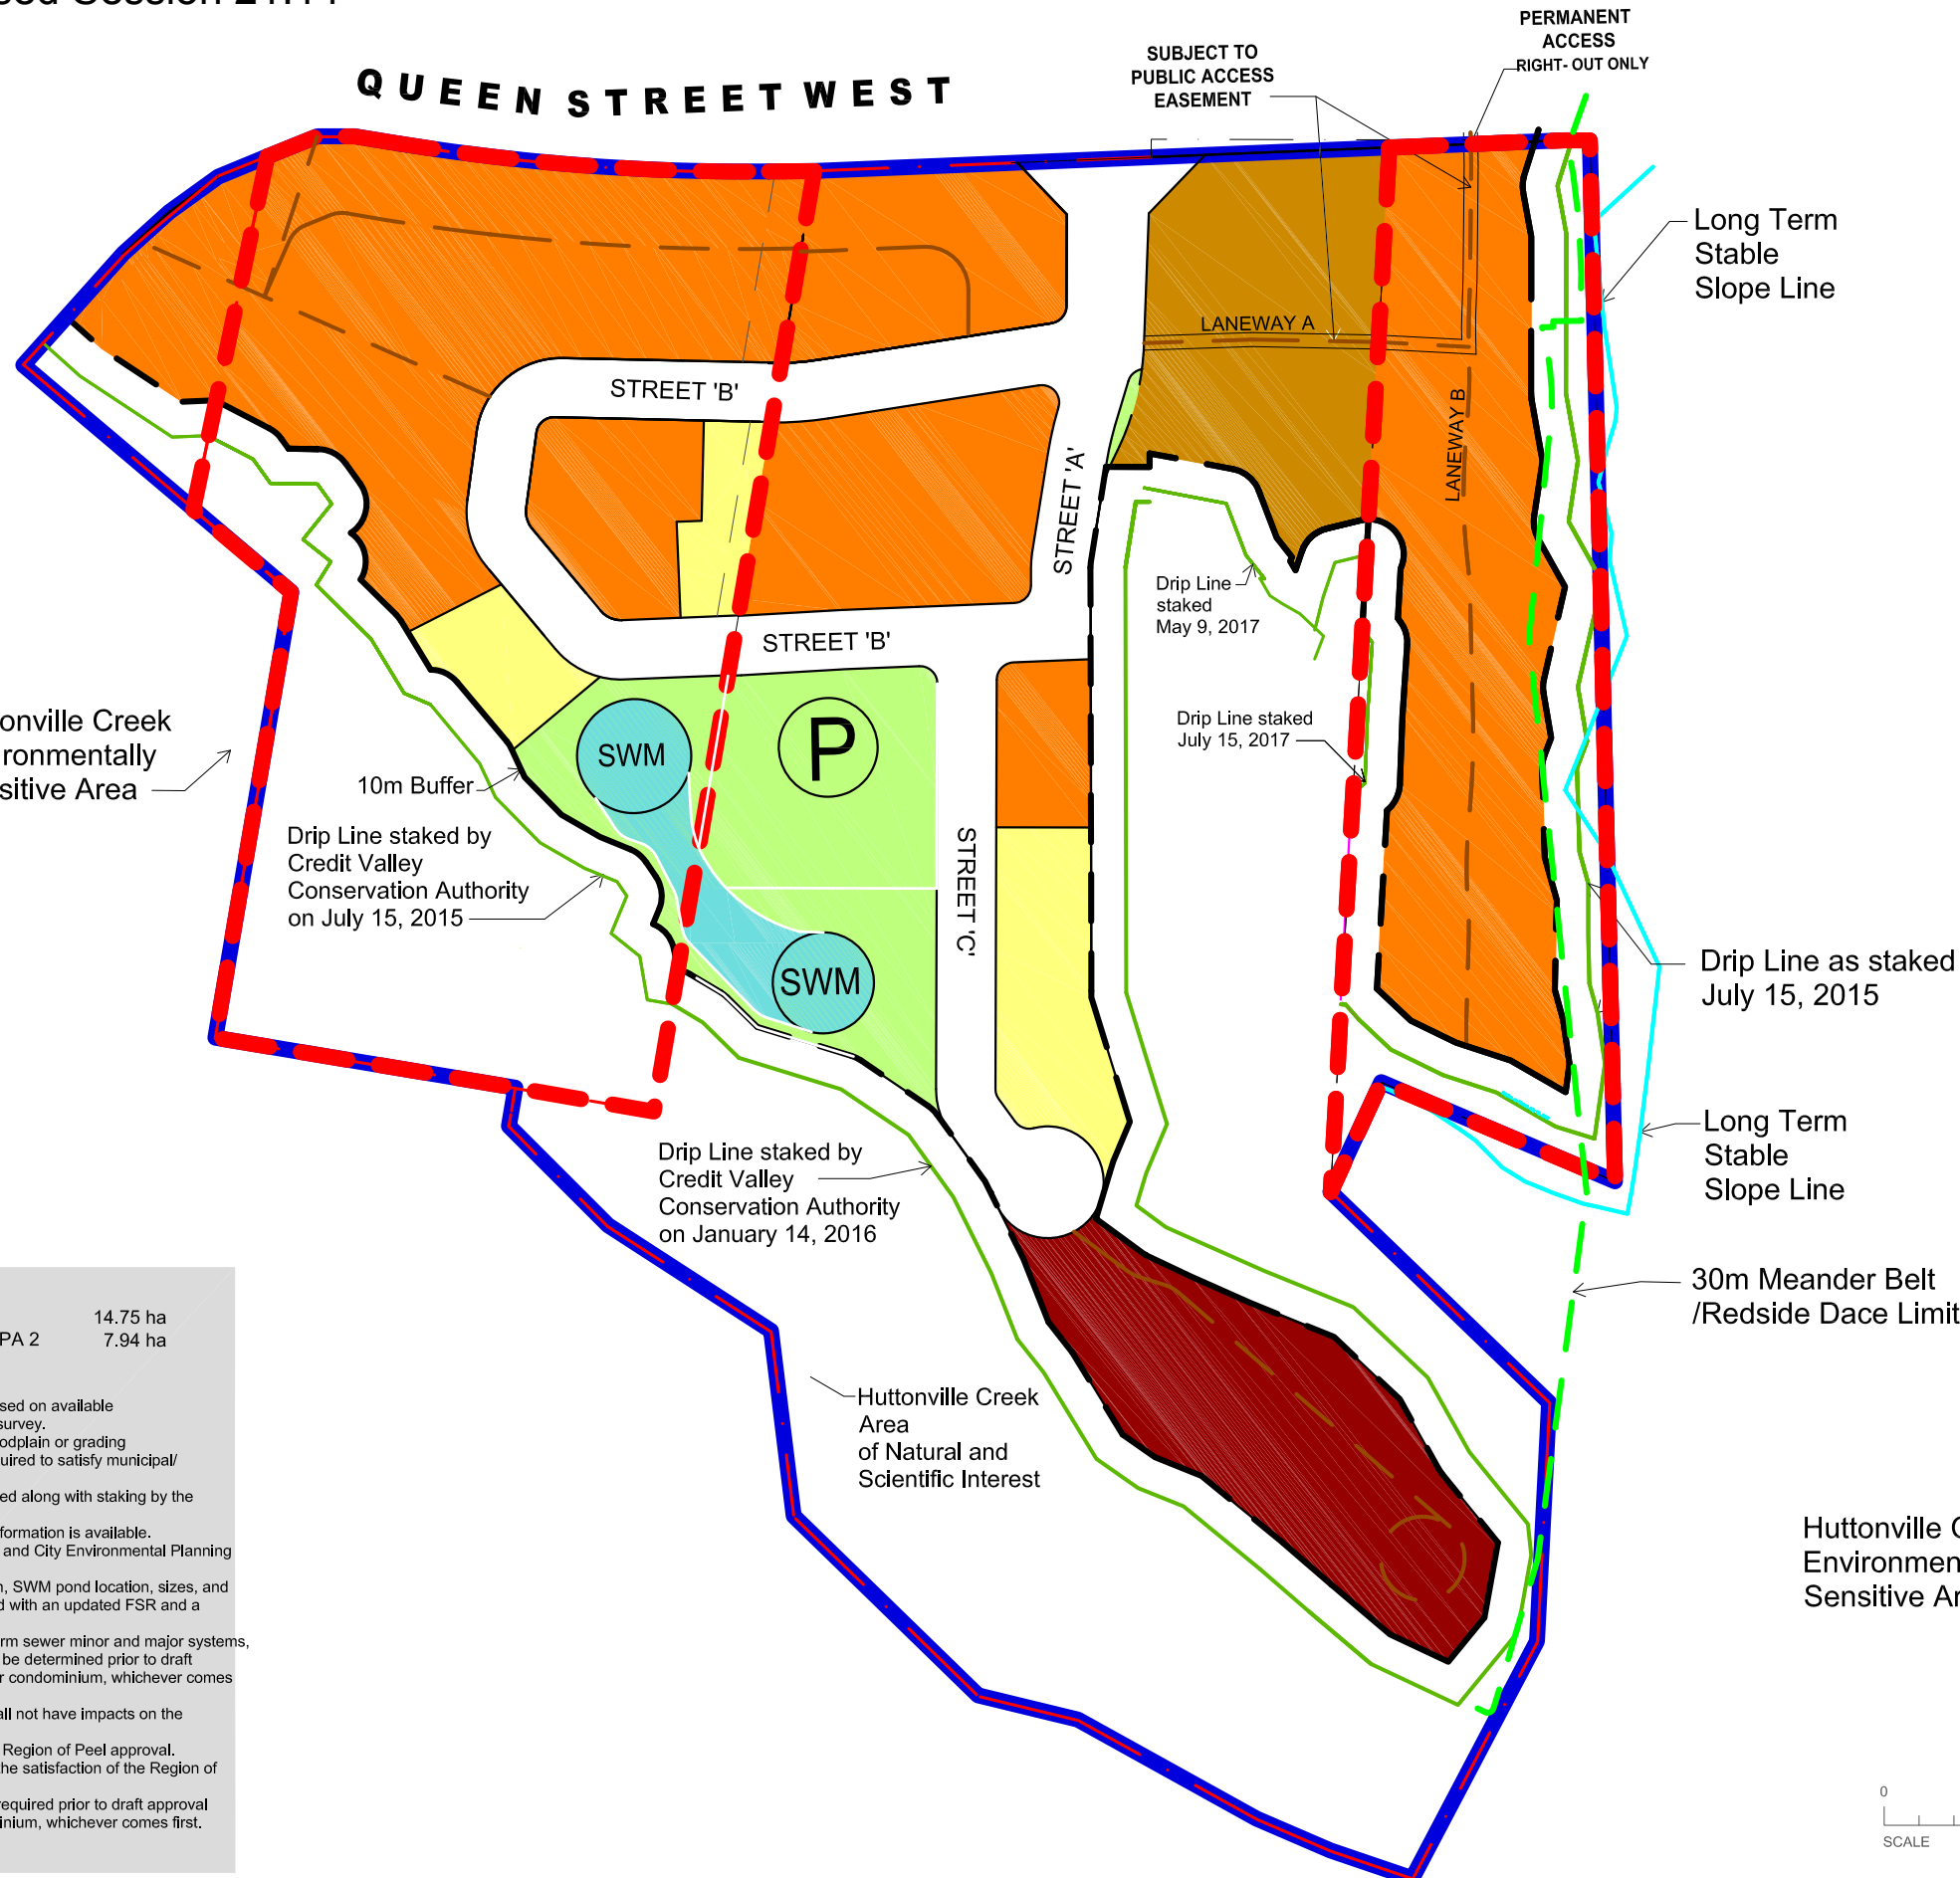 QUEEN STREET WEST
SUBJECT TO
PUBLIC ACCESS
EASEMENT
PERMANENT
ACCESS
RIGHT- OUT ONLY
Long Term
Stable
Slope Line
LANEWAY A
LANEWAY B
STREET 'B'
STREET 'A'
Drip Line
staked
May 9, 2017
STREET 'B'
Drip Line staked
July 15, 2017
onville Creek
ronmentally
sitive Area
SWM
P
10m Buffer
Drip Line staked by
Credit Valley
Conservation Authority
on July 15, 2015
STREET 'C'
SWM
Drip Line as staked
July 15, 2015
Long Term
Stable
Slope Line
Drip Line staked by
Credit Valley
Conservation Authority
on January 14, 2016
30m Meander Belt
/Redside Dace Limit
Huttonville Creek
Area
of Natural and
Scientific Interest
14.75 ha
PA 2 7.94 ha
sed on available
survey.
odplain or grading
uired to satisfy municipal/
ed along with staking by the
formation is available.
and City Environmental Planning
n, SWM pond location, sizes, and
d with an updated FSR and a
rm sewer minor and major systems,
be determined prior to draft
r condominium, whichever comes
all not have impacts on the
Region of Peel approval.
he satisfaction of the Region of
required prior to draft approval
inium, whichever comes first.
Huttonville
Environmen
Sensitive
0
SCALE